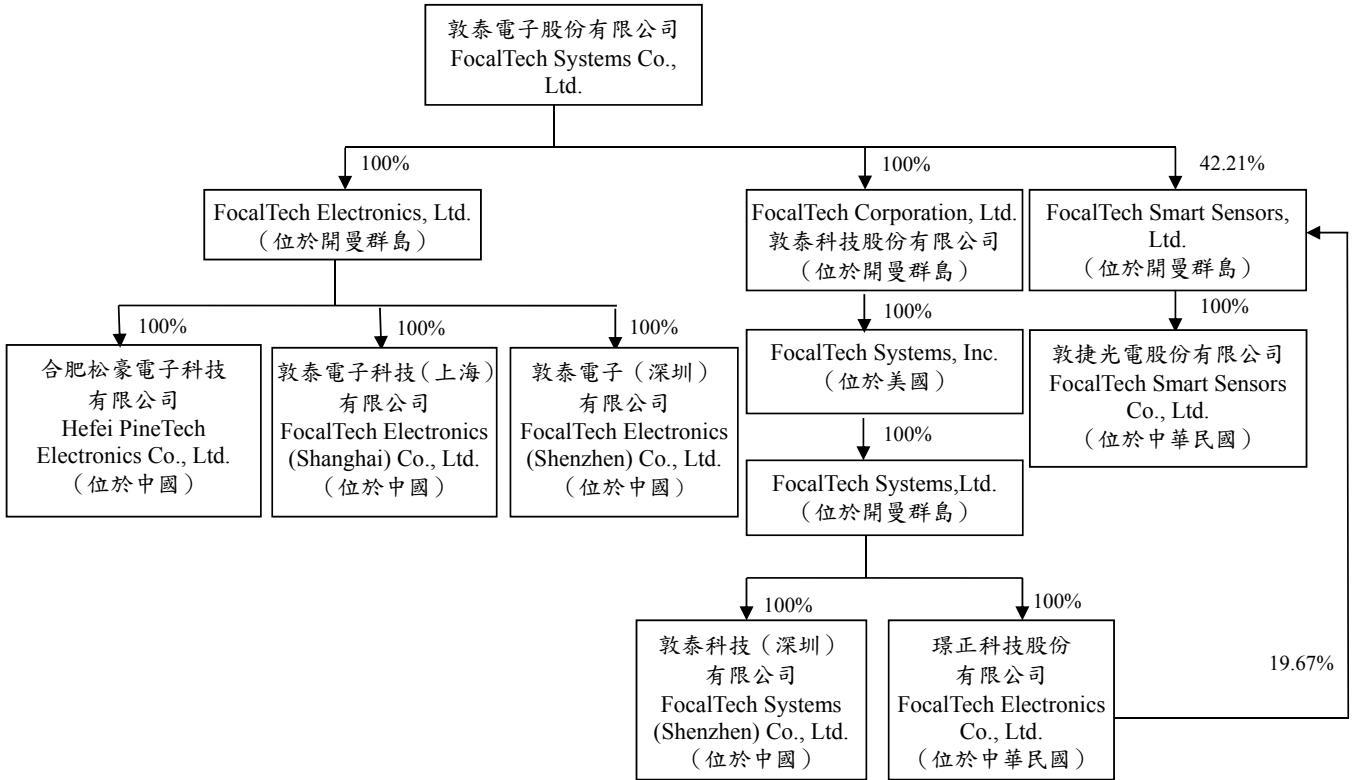 敦泰電子股份有限公司
FocalTech Systems Co.,
Ltd.
100%
100%
42.21%
FocalTech Electronics, Ltd.
（位於開曼群島）
FocalTech Corporation, Ltd.
敦泰科技股份有限公司
（位於開曼群島）
FocalTech Smart Sensors,
Ltd.
（位於開曼群島）
100%
100%
100%
100%
100%
合肥松豪電子科技
有限公司
Hefei PineTech
Electronics Co., Ltd.
（位於中國）
敦泰電子科技（上海）
有限公司
FocalTech Electronics
(Shanghai) Co., Ltd.
（位於中國）
敦泰電子（深圳）
有限公司
FocalTech Electronics
(Shenzhen) Co., Ltd.
（位於中國）
FocalTech Systems, Inc.
（位於美國）
敦捷光電股份有限公司
FocalTech Smart Sensors
Co., Ltd.
（位於中華民國）
100%
FocalTech Systems,Ltd.
（位於開曼群島）
100%
100%
敦泰科技（深圳）
有限公司
FocalTech Systems
(Shenzhen) Co., Ltd.
（位於中國）
璟正科技股份
有限公司
FocalTech Electronics
Co., Ltd.
（位於中華民國）
19.67%